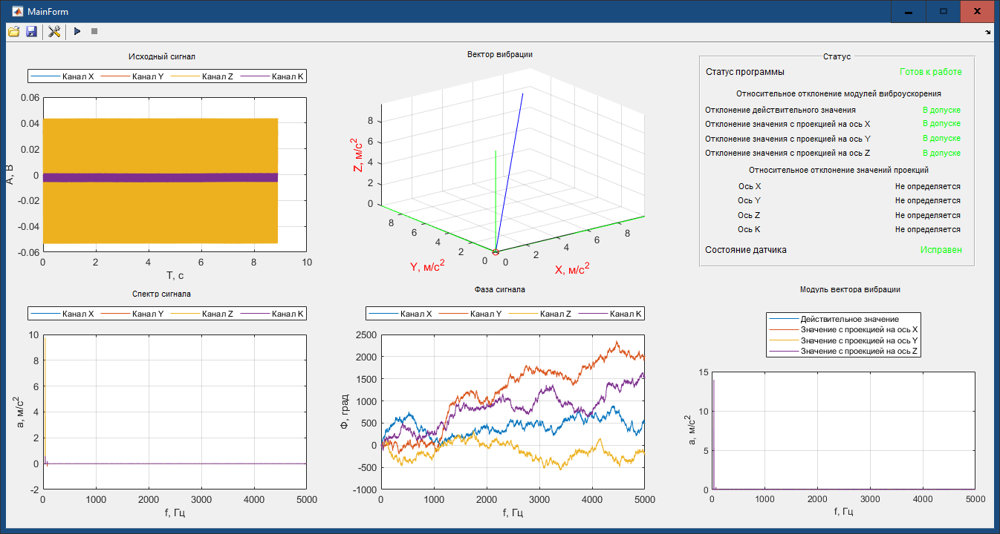 MainForm
Исходный сигнал
Канал X Канал Y Канал Z Канал K
0.06
0.04
0.02
0
-0.02
-0.04
-0.06
А, В
0 2 4 6 8 10
Т, с
Вектор вибрации
8
6
4
2
0
Z, м/с²
8
6
4
2
0
Y, м/с²
0
2
4
6
8
X, м/с²
Статус
Статус программы Готов к работе
Относительное отклонение модулей виброускорения
Отклонение действительного значения В допуске
Отклонение значения с проекцией на ось X В допуске
Отклонение значения с проекцией на ось Y В допуске
Отклонение значения с проекцией на ось Z В допуске
Относительное отклонение значений проекций
Ось X Не определяется
Ось Y Не определяется
Ось Z Не определяется
Ось K Не определяется
Состояние датчика Исправен
Спектр сигнала
Канал X Канал Y Канал Z Канал K
10
8
6
4
2
0
-2
а, м/с²
0 1000 2000 3000 4000 5000
f, Гц
Фаза сигнала
Канал X Канал Y Канал Z Канал K
2500
2000
1500
1000
500
0
-500
-1000
Ф, град
0 1000 2000 3000 4000 5000
f, Гц
Модуль вектора вибрации
Действительное значение
Значение с проекцией на ось X
Значение с проекцией на ось Y
Значение с проекцией на ось Z
15
10
5
0
а, м/с²
0 1000 2000 3000 4000 5000
f, Гц